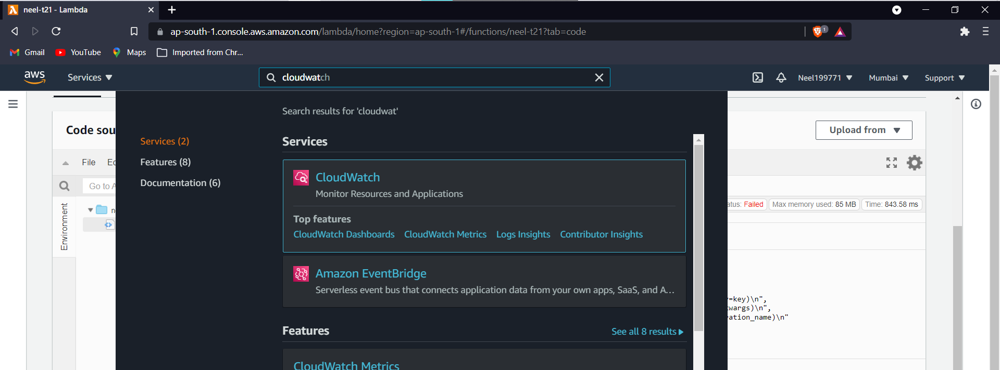 neel-t21 - Lambda
ap-south-1.console.aws.amazon.com/lambda/home?region=ap-south-1#/functions/neel-t21?tab=code
1
Gmail
YouTube
Maps
Imported from Chr...
aws
Services
cloudwatch
Neel199771
Mumbai
Support
Search results for 'cloudwat'
Code sou
Services (2)
Features (8)
Documentation (6)
Services
Upload from
File
Ec
Go to A
Environment
n
CloudWatch
Monitor Resources and Applications
Top features
CloudWatch Dashboards
CloudWatch Metrics
Logs Insights
Contributor Insights
atus: Failed
Max memory used: 85 MB
Time: 843.58 ms
Amazon EventBridge
Serverless event bus that connects application data from your own apps, SaaS, and A...
=key)\n",
wargs)\n",
ation_name)\n"
Features
See all 8 results
CloudWatch Metrics